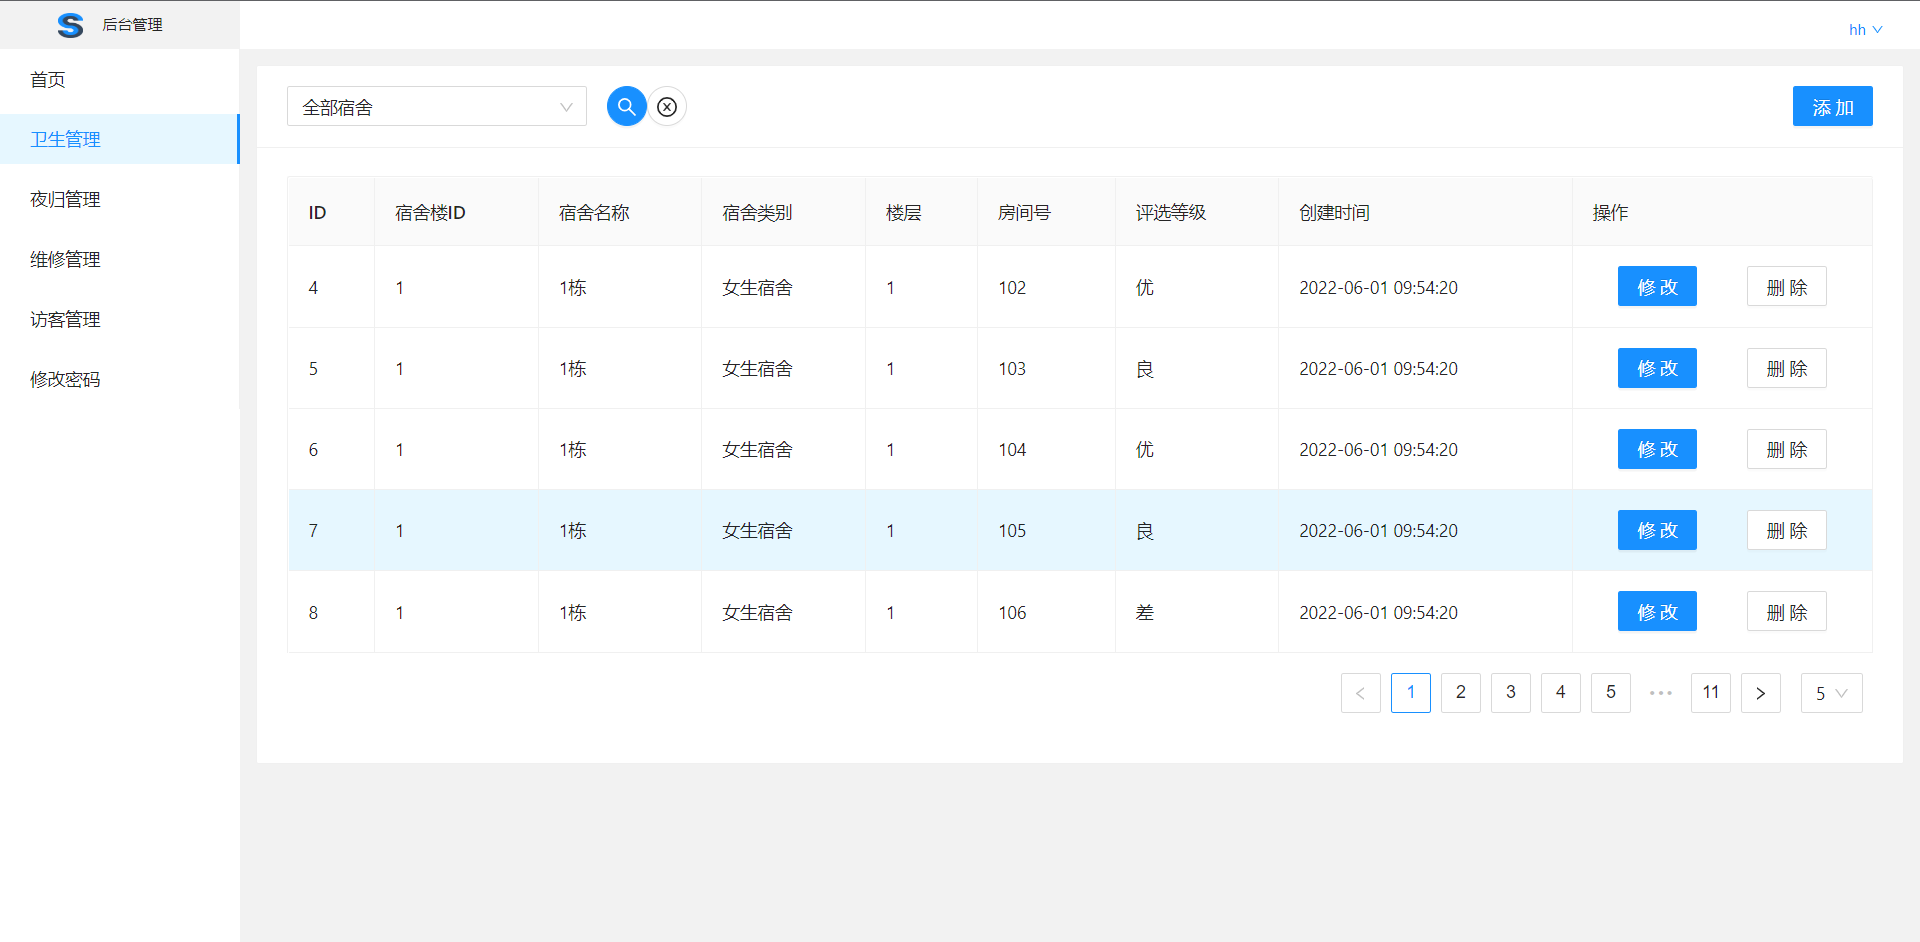 后台管理
hh
首页
卫生管理
夜归管理
维修管理
访客管理
修改密码
全部宿舍
添 加
ID 宿舍楼ID 宿舍名称 宿舍类别 楼层 房间号 评选等级 创建时间 操作
4 1 1栋 女生宿舍 1 102 优 2022-06-01 09:54:20 修 改 删 除
5 1 1栋 女生宿舍 1 103 良 2022-06-01 09:54:20 修 改 删 除
6 1 1栋 女生宿舍 1 104 优 2022-06-01 09:54:20 修 改 删 除
7 1 1栋 女生宿舍 1 105 良 2022-06-01 09:54:20 修 改 删 除
8 1 1栋 女生宿舍 1 106 差 2022-06-01 09:54:20 修 改 删 除
< 1 2 3 4 5 ••• 11 > 5